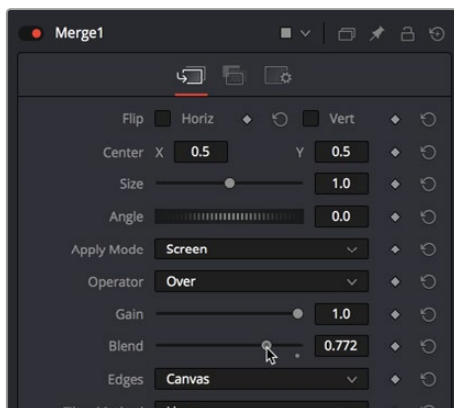 Merge1
Flip Horiz Vert
Center X 0.5 Y 0.5
Size 1.0
Angle 0.0
Apply Mode Screen
Operator Over
Gain 1.0
Blend 0.772
Edges Canvas